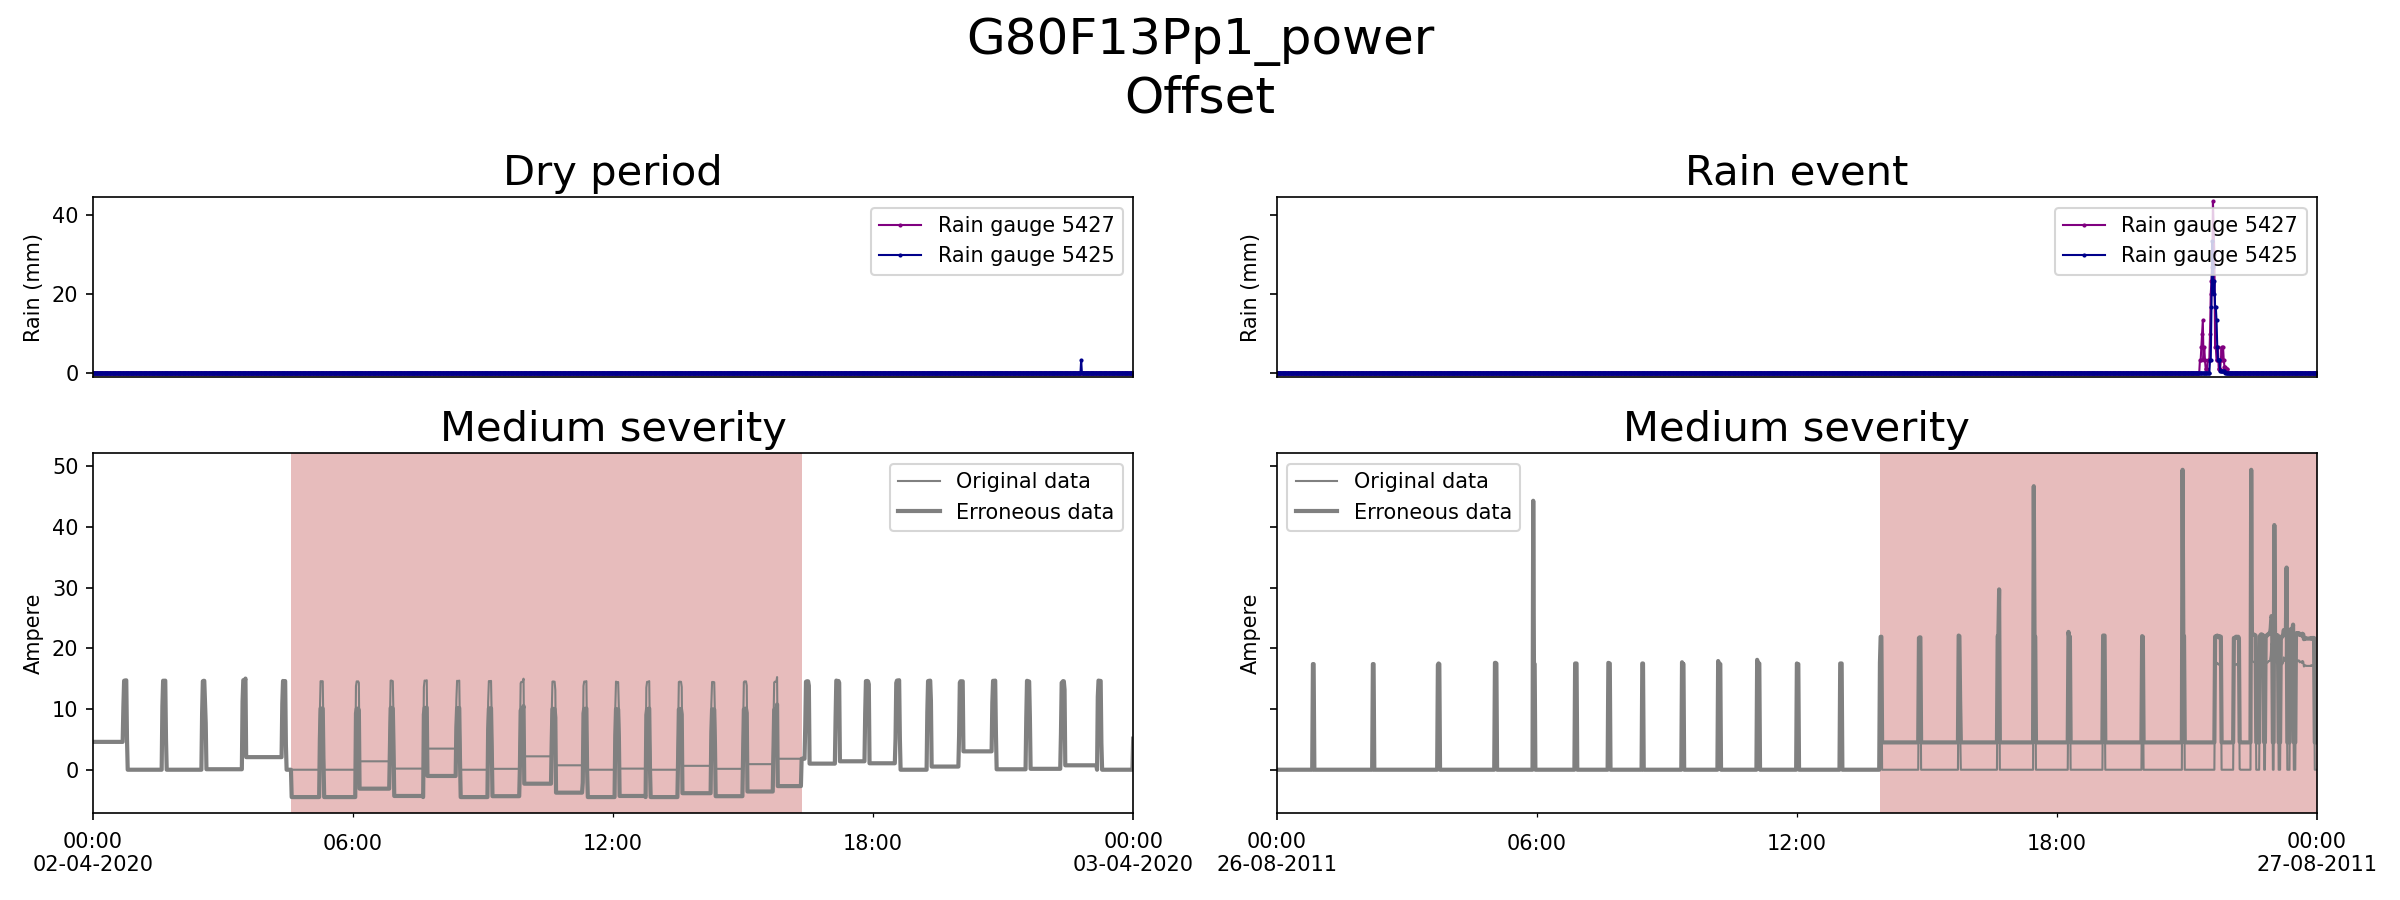 G80F13Pp1_power
Offset
Dry period
Rain event
40
20
0
Rain (mm)
Rain gauge 5427
Rain gauge 5425
Rain (mm)
Rain gauge 5427
Rain gauge 5425
Medium severity
Medium severity
50
40
30
20
10
0
Ampere
Original data
Erroneous data
Ampere
Original data
Erroneous data
00:00
02-04-2020
06:00
12:00
18:00
00:00
03-04-2020
00:00
26-08-2011
06:00
12:00
18:00
00:00
27-08-2011